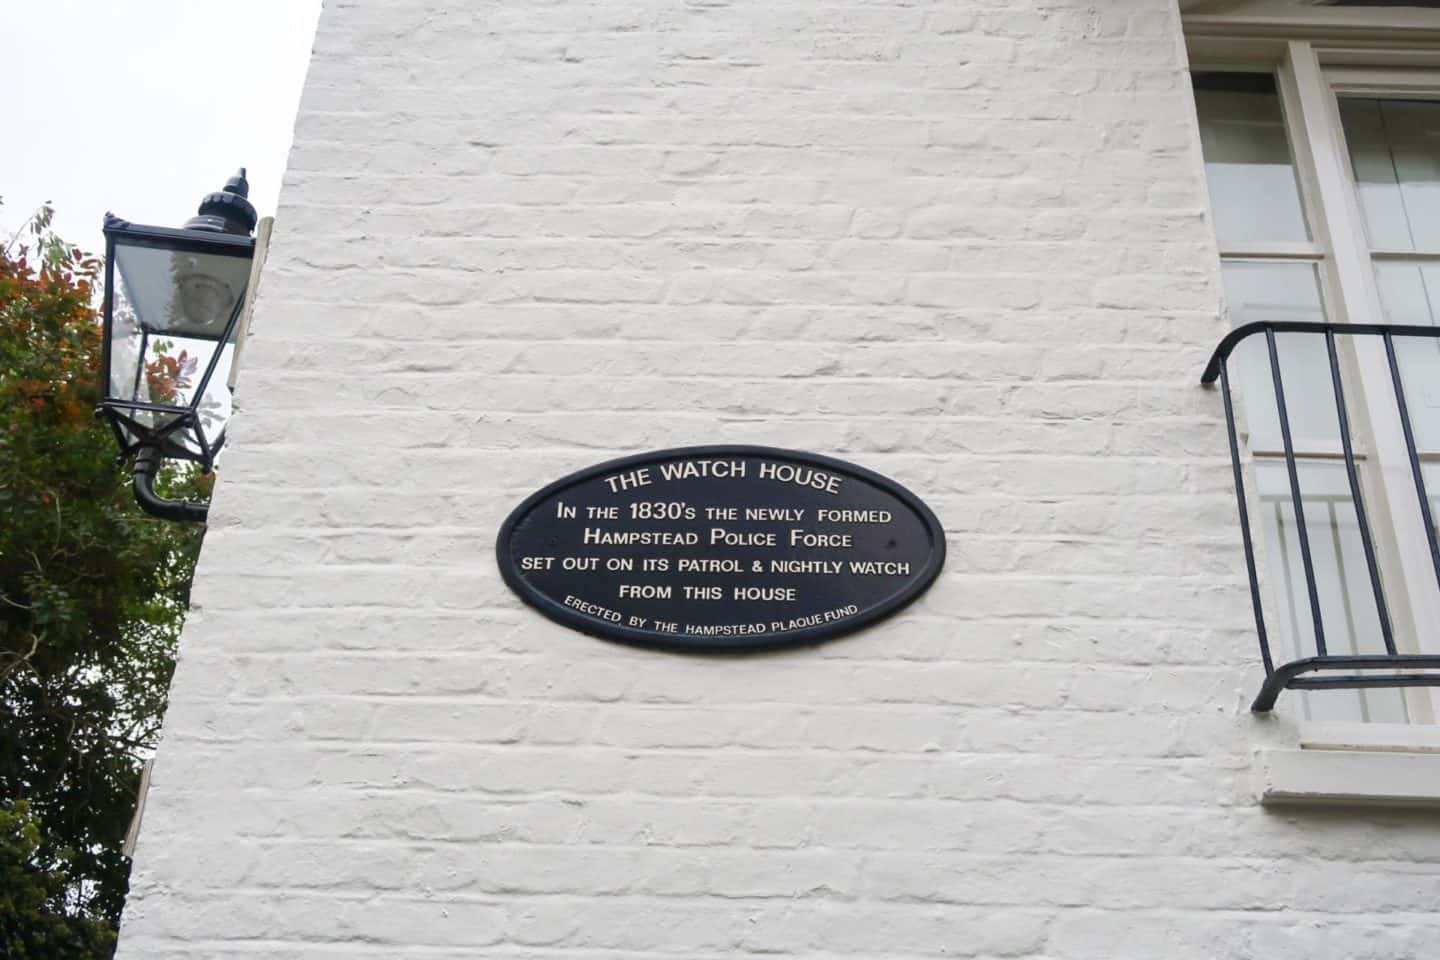 THE WATCH HOUSE
IN THE 1830'S THE NEWLY FORMED
HAMPSTEAD POLICE FORCE
SET OUT ON ITS PATROL & NIGHTLY WATCH
FROM THIS HOUSE
ERECTED BY THE HAMPSTEAD PLAQUE FUND